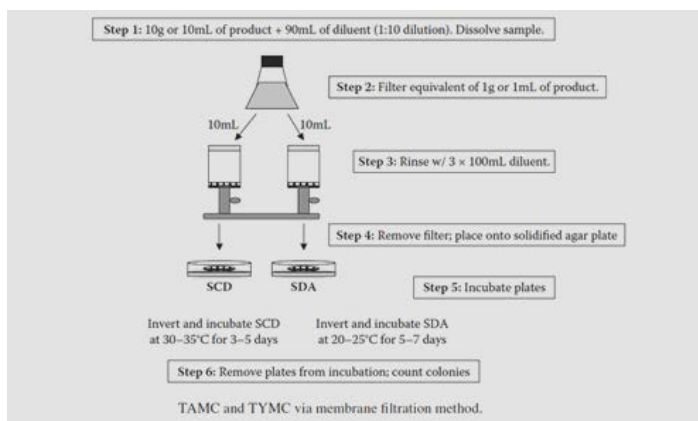 Step 1: 10g or 10mL of product + 90mL of diluent (1:10 dilution). Dissolve sample.
Step 2: Filter equivalent of 1g or 1mL of product.
10mL 10mL
Step 3: Rinse w/ 3 × 100mL diluent.
Step 4: Remove filter; place onto solidified agar plate
SCD SDA
Step 5: Incubate plates
Invert and incubate SCD
at 30–35°C for 3–5 days
Invert and incubate SDA
at 20–25°C for 5–7 days
Step 6: Remove plates from incubation; count colonies
TAMC and TYMC via membrane filtration method.